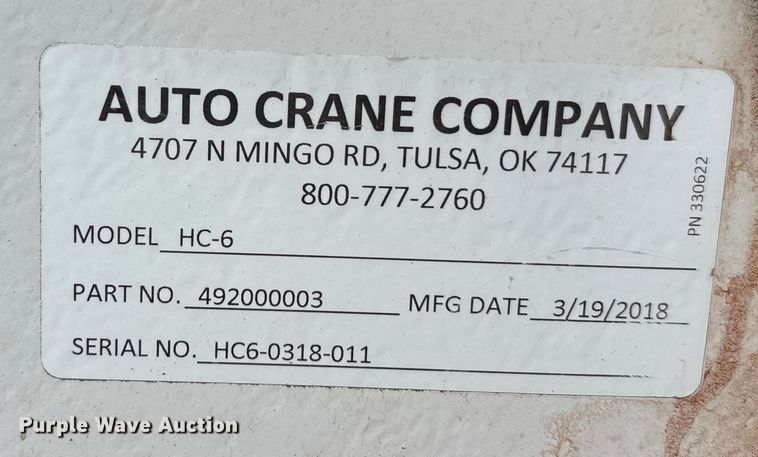 AUTO CRANE COMPANY
4707 N MINGO RD, TULSA, OK 74117
800-777-2760
PN 330622
MODEL HC-6
PART NO. 492000003 MFG DATE 3/19/2018
SERIAL NO. HC6-0318-011
Purple Wave Auction